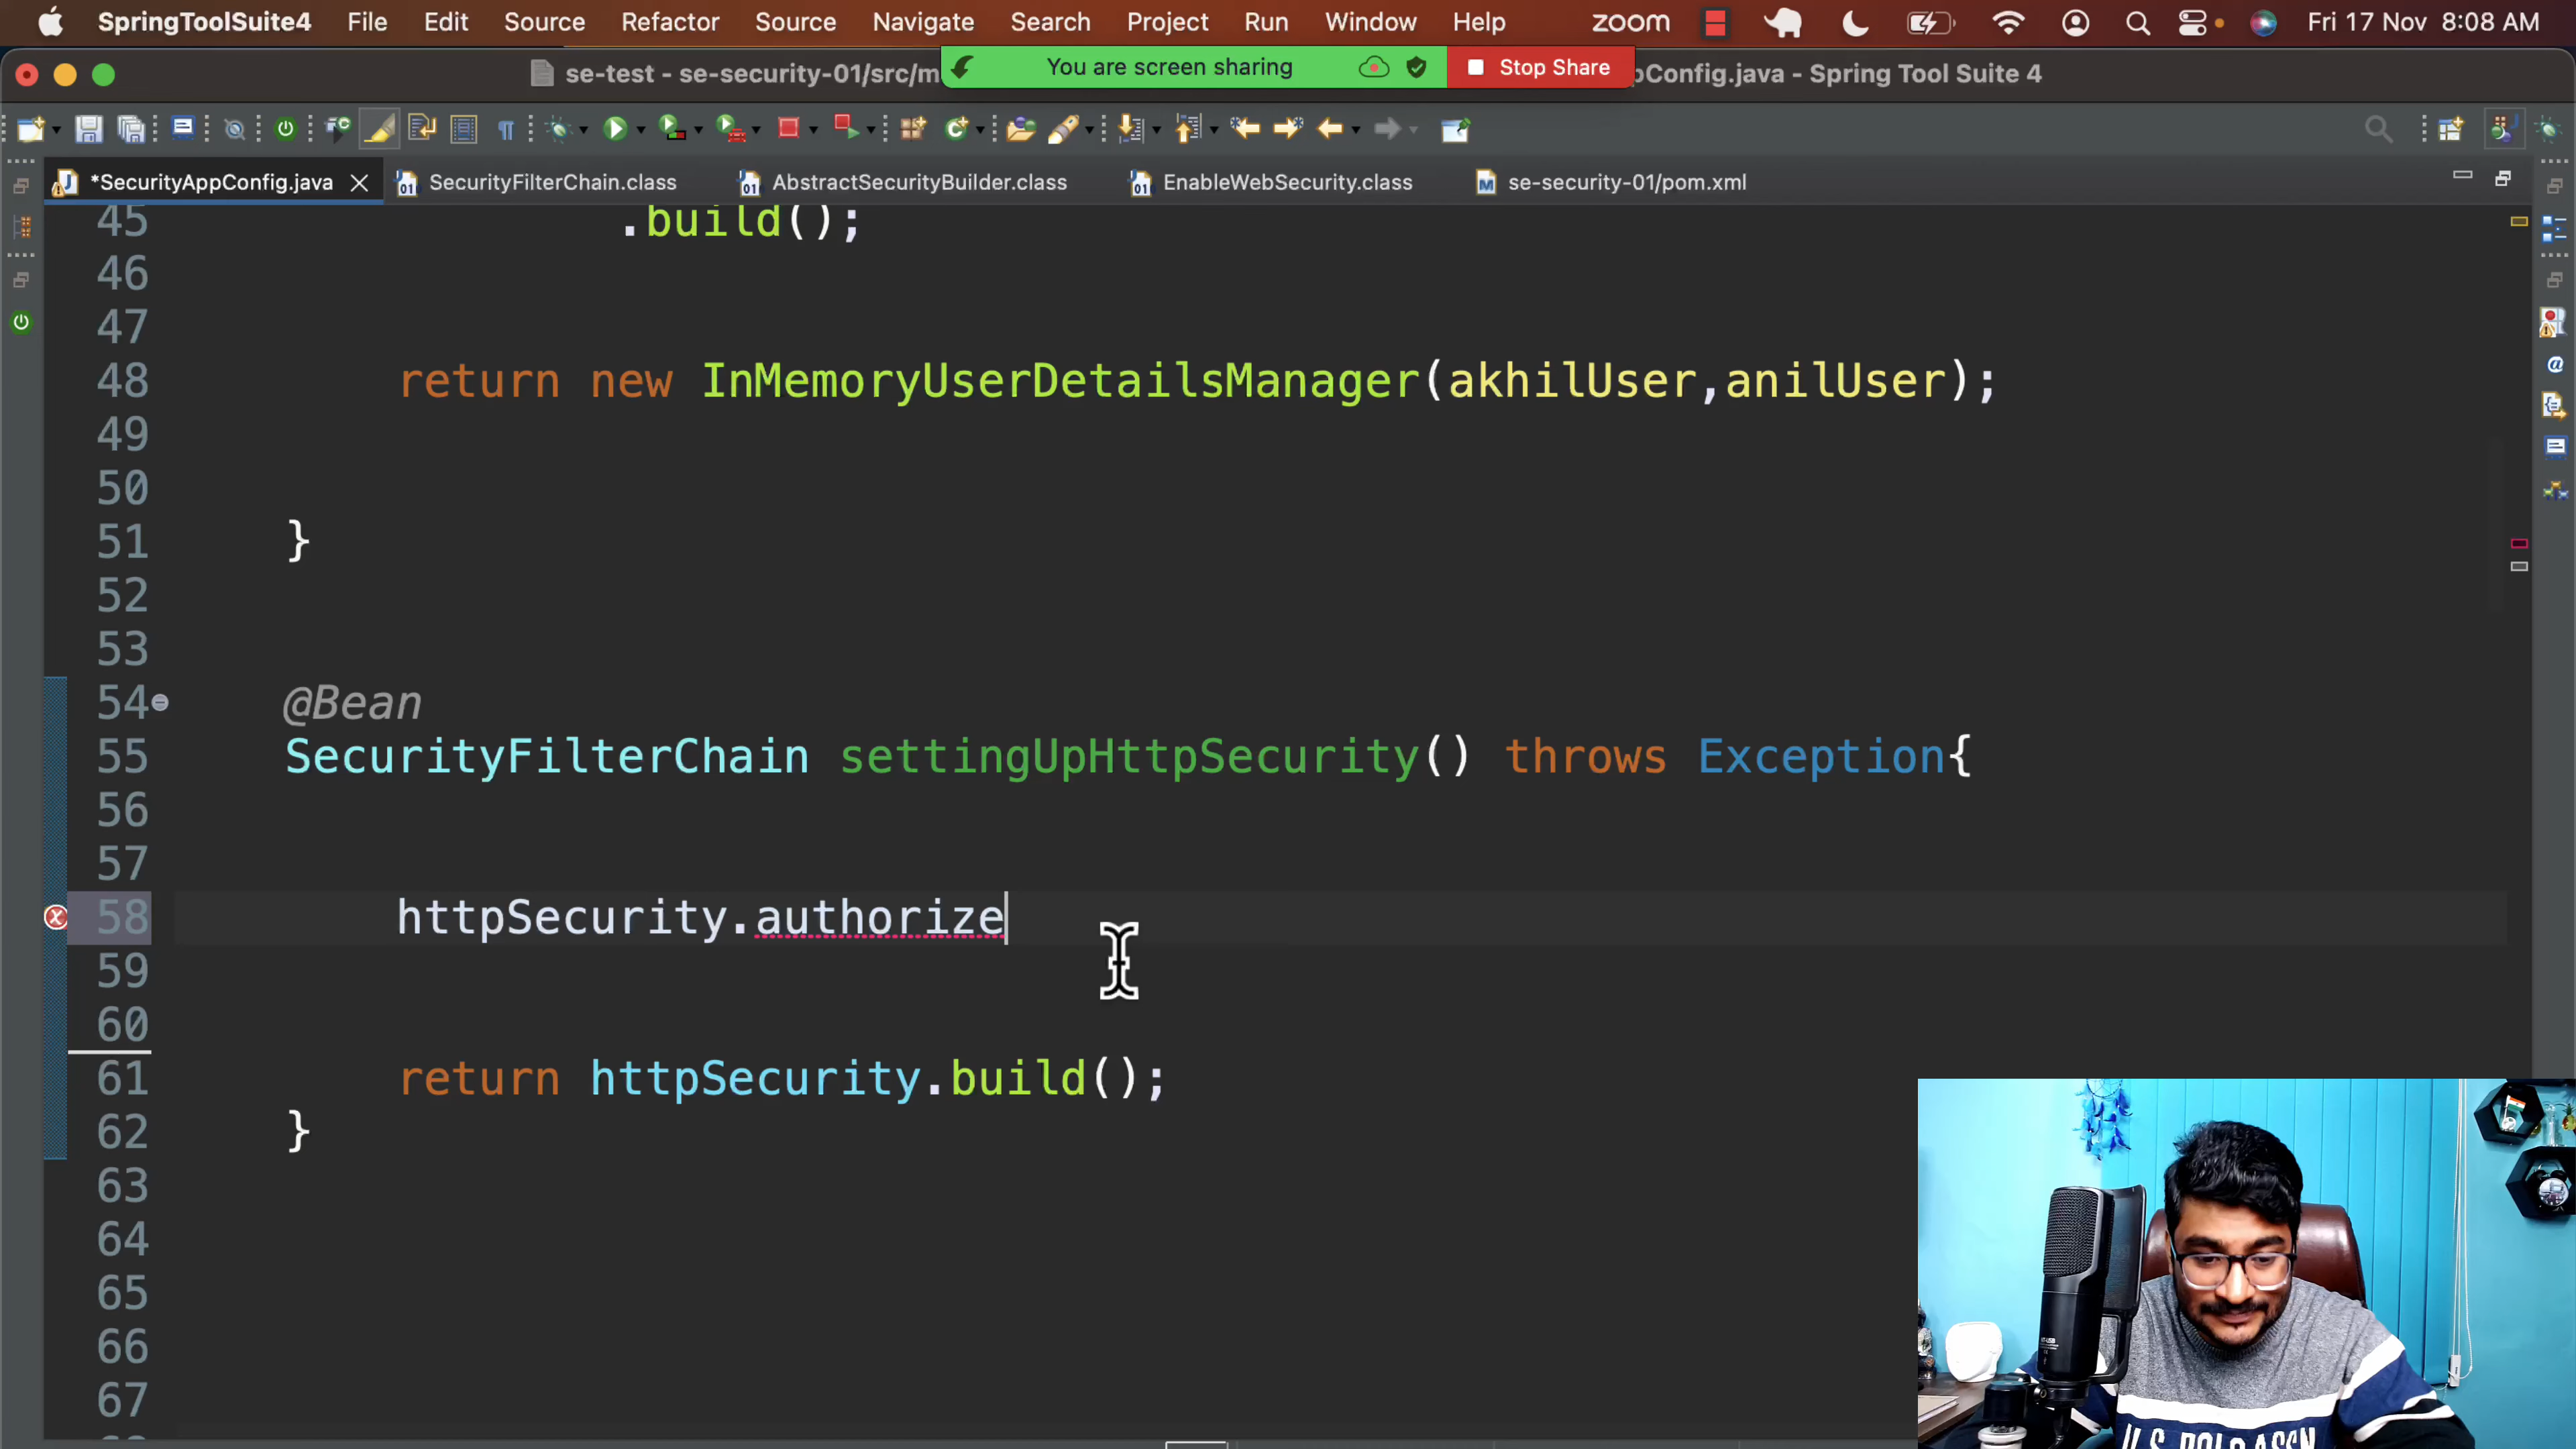 SpringToolSuite4 File Edit Source Refactor Source Navigate Search Project Run Window Help zoom Fri 17 Nov 8:08 AM
se-test - se-security-01/src/m You are screen sharing Stop Share pConfig.java - Spring Tool Suite 4
*SecurityAppConfig.java SecurityFilterChain.class AbstractSecurityBuilder.class EnableWebSecurity.class se-security-01/pom.xml
45 .build();
46
47
48 return new InMemoryUserDetailsManager(akhilUser,anilUser);
49
50
51 }
52
53
54 @Bean
55 SecurityFilterChain settingUpHttpSecurity() throws Exception{
56
57
58 httpSecurity.authorize
59
60
61 return httpSecurity.build();
62 }
63
64
65
66
67
U.S. POLO ASSN